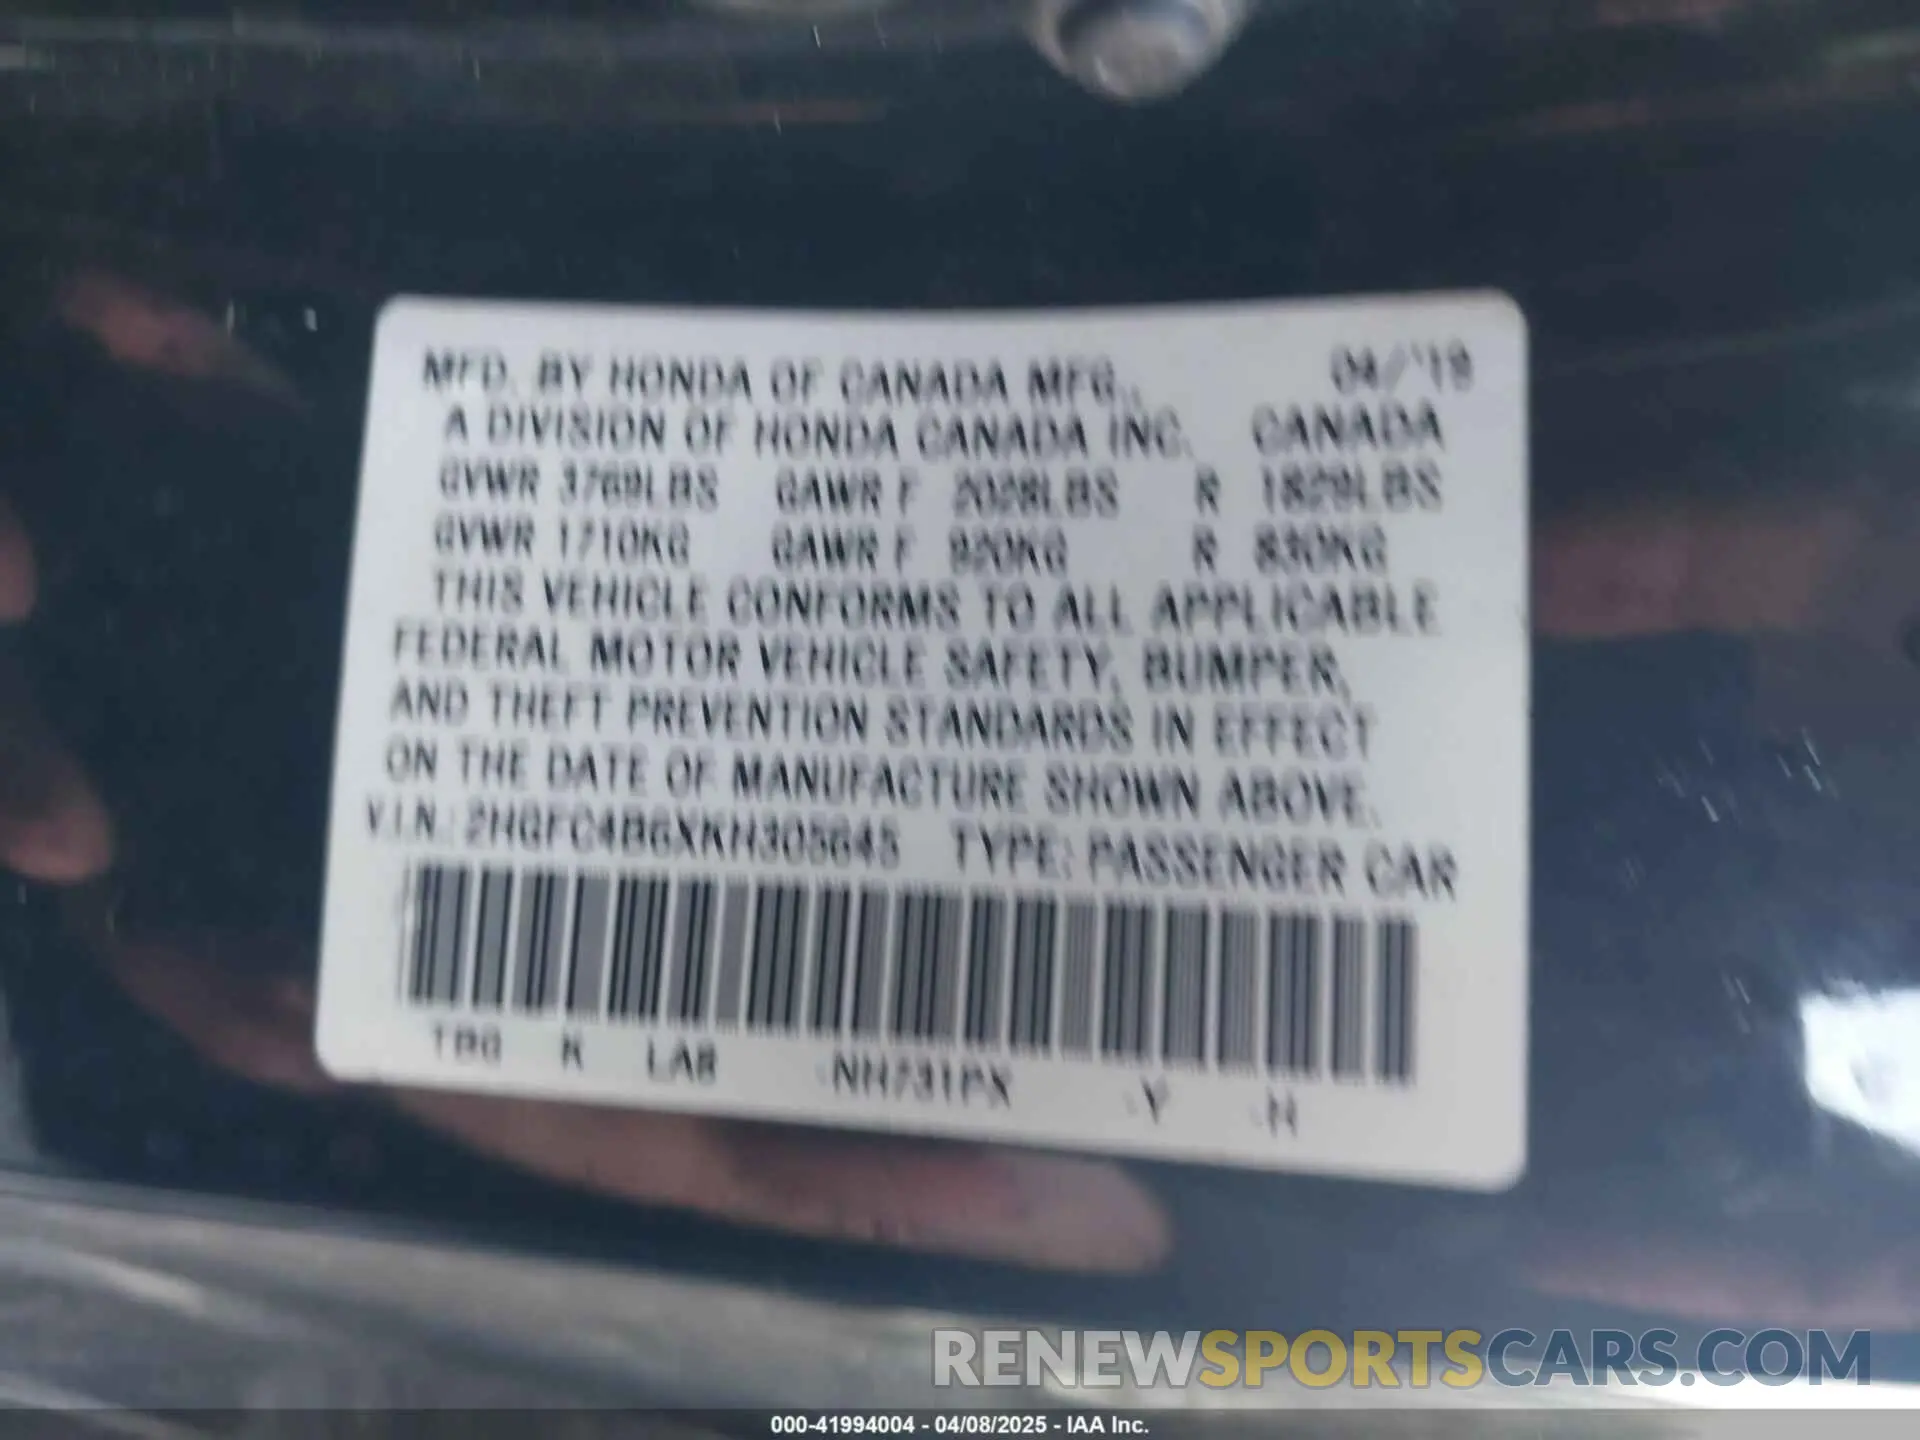 MFD. BY HONDA OF CANADA MFG., 04/'19
A DIVISION OF HONDA CANADA INC. CANADA
GVWR 3769LBS GAWR F 2028LBS R 1829LBS
GVWR 1710KG GAWR F 920KG R 830KG
THIS VEHICLE CONFORMS TO ALL APPLICABLE
FEDERAL MOTOR VEHICLE SAFETY, BUMPER,
AND THEFT PREVENTION STANDARDS IN EFFECT
ON THE DATE OF MANUFACTURE SHOWN ABOVE.
V.I.N.: 2HGFC4B6XKH305645 TYPE: PASSENGER CAR
TBG K LAB -NH731PX -Y -H
RENEWSPORTSCARS.COM
000-41994004 - 04/08/2025 - IAA Inc.